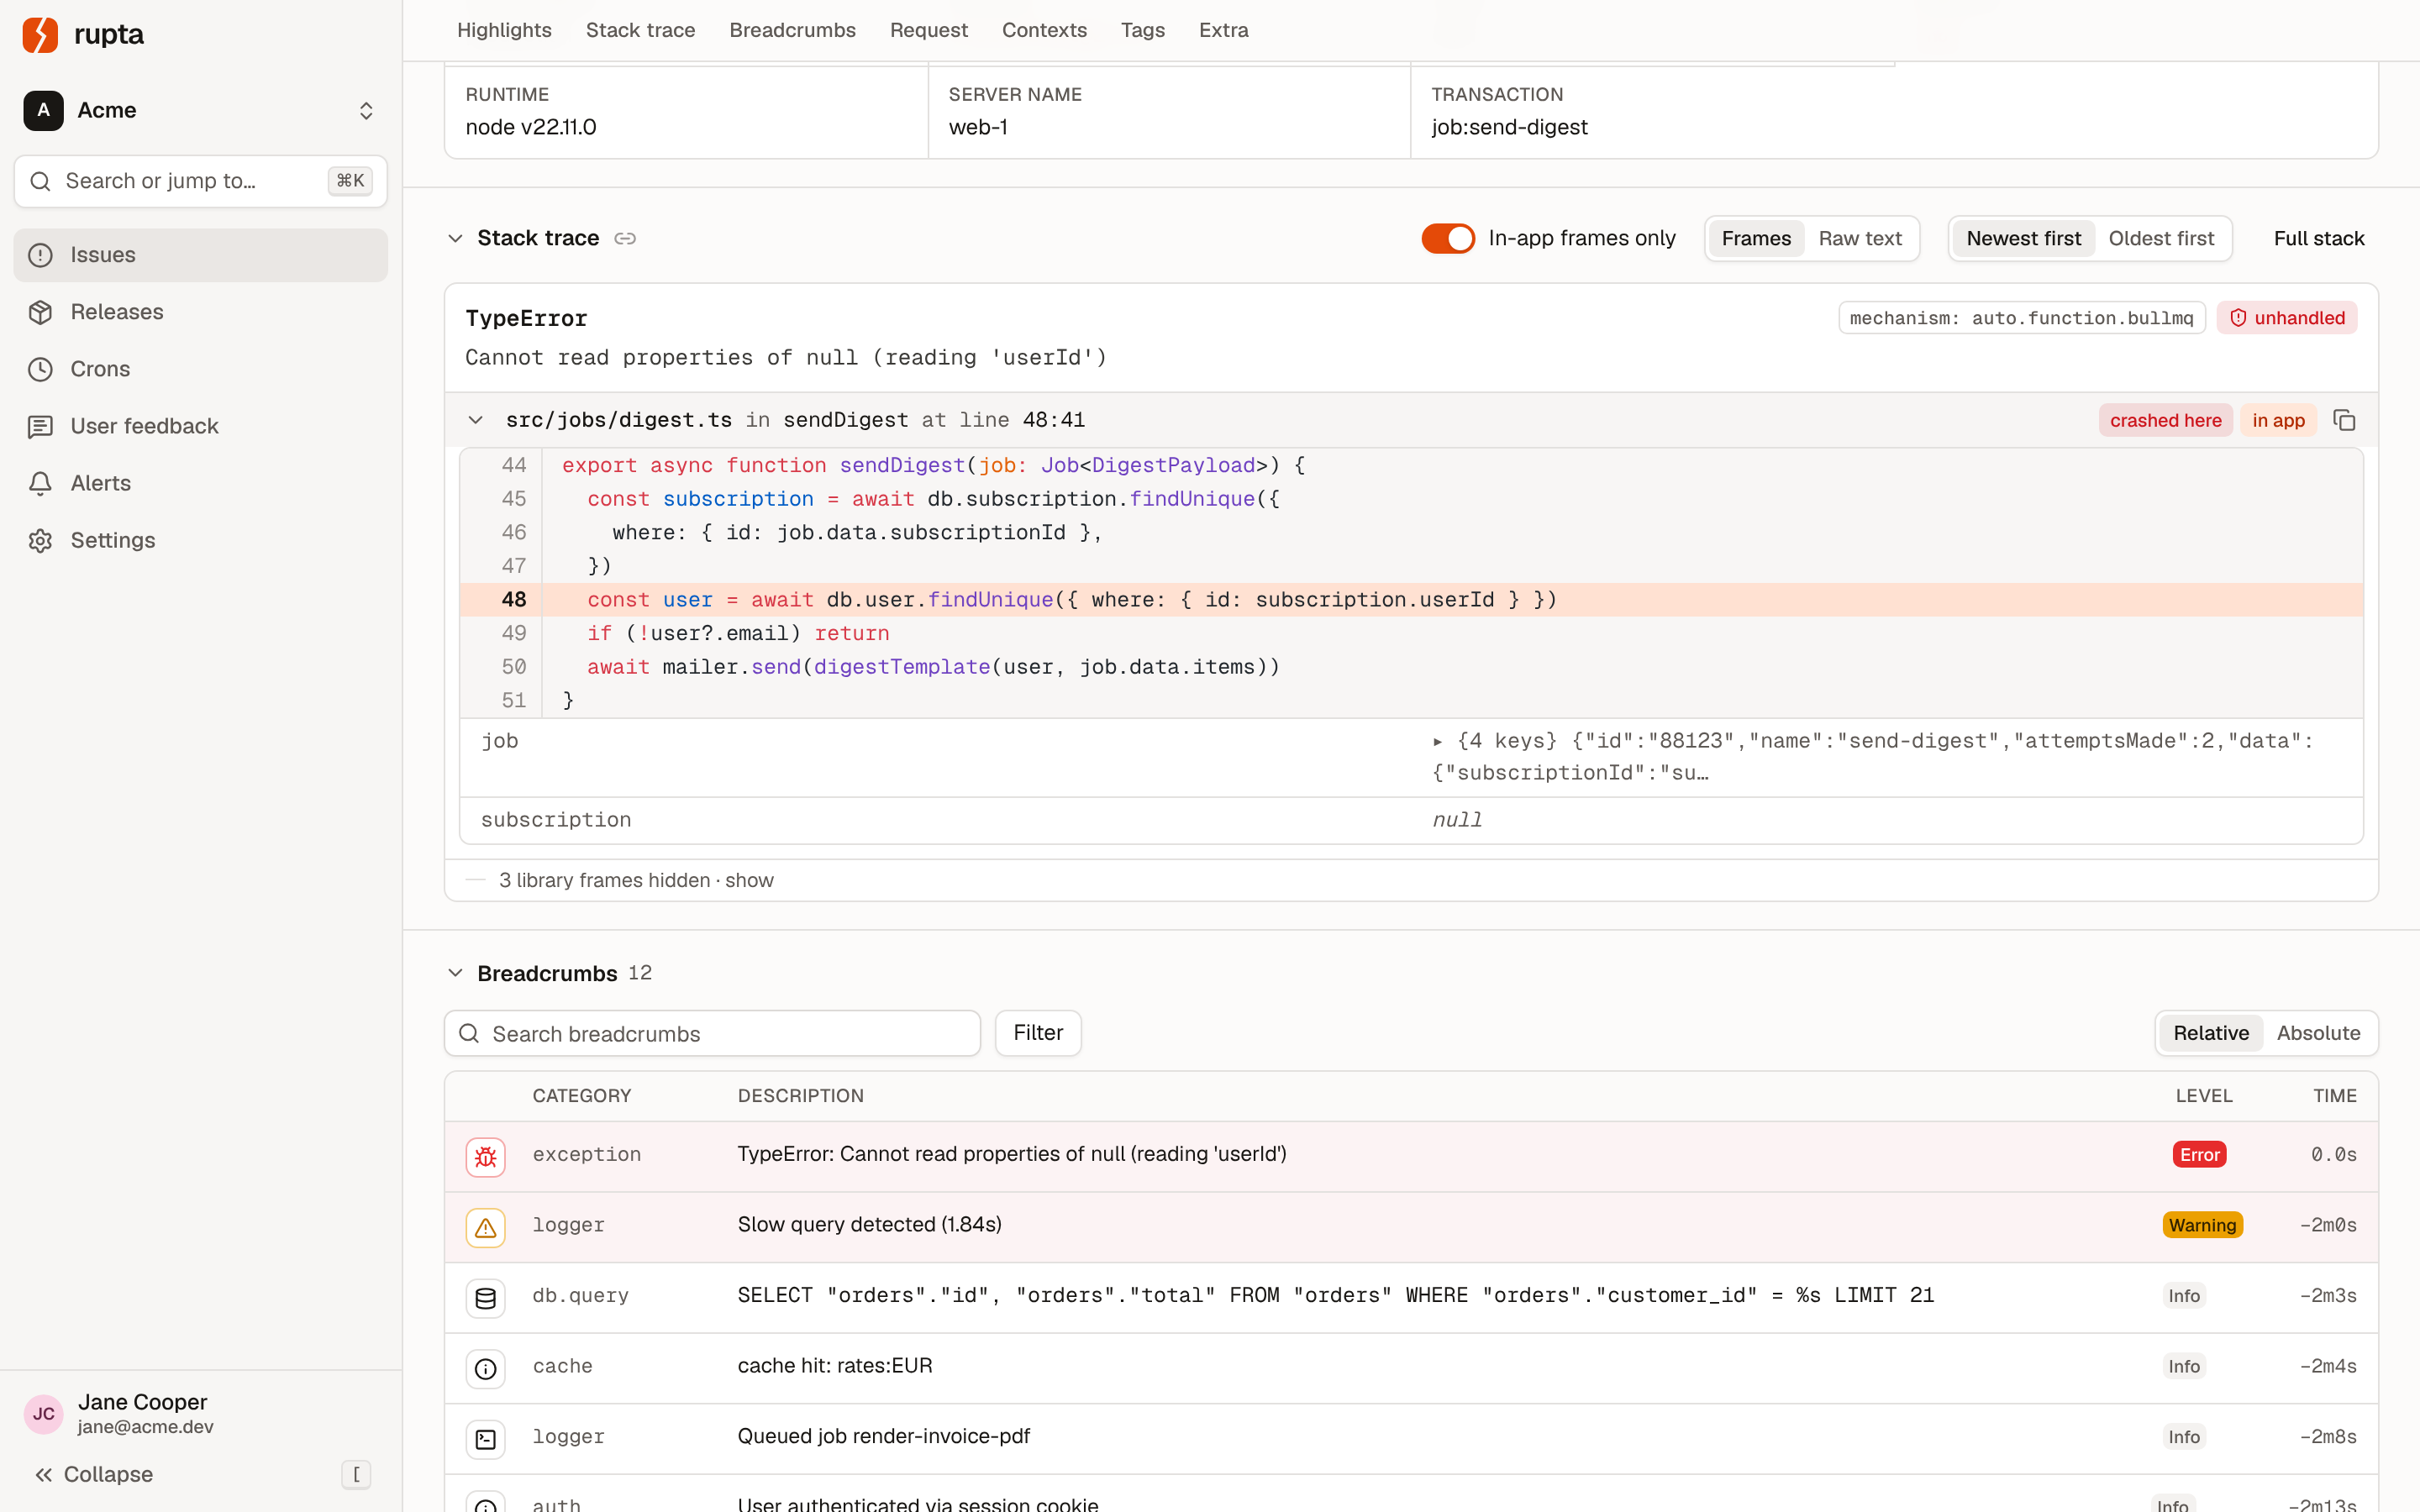 rupta
A
Acme
Search or jump to…
⌘K
Issues
Releases
Crons
User feedback
Alerts
Settings
JC
Jane Cooper
jane@acme.dev
Collapse
[
Highlights
Stack trace
Breadcrumbs
Request
Contexts
Tags
Extra
RUNTIME
node v22.11.0
SERVER NAME
web-1
TRANSACTION
job:send-digest
Stack trace
In-app frames only
Frames
Raw text
Newest first
Oldest first
Full stack
TypeError
mechanism: auto.function.bullmq
unhandled
Cannot read properties of null (reading 'userId')
src/jobs/digest.ts in sendDigest at line 48:41
crashed here
in app
44 export async function sendDigest(job: Job<DigestPayload>) {
45 const subscription = await db.subscription.findUnique({
46 where: { id: job.data.subscriptionId },
47 })
48 const user = await db.user.findUnique({ where: { id: subscription.userId } })
49 if (!user?.email) return
50 await mailer.send(digestTemplate(user, job.data.items))
51 }
job
▸ {4 keys} {"id":"88123","name":"send-digest","attemptsMade":2,"data":
{"subscriptionId":"su…
subscription
null
3 library frames hidden · show
Breadcrumbs 12
Search breadcrumbs
Filter
Relative
Absolute
CATEGORY DESCRIPTION LEVEL TIME
exception TypeError: Cannot read properties of null (reading 'userId') Error 0.0s
logger Slow query detected (1.84s) Warning −2m0s
db.query SELECT "orders"."id", "orders"."total" FROM "orders" WHERE "orders"."customer_id" = %s LIMIT 21 Info −2m3s
cache cache hit: rates:EUR Info −2m4s
logger Queued job render-invoice-pdf Info −2m8s
auth User authenticated via session cookie Info −2m13s